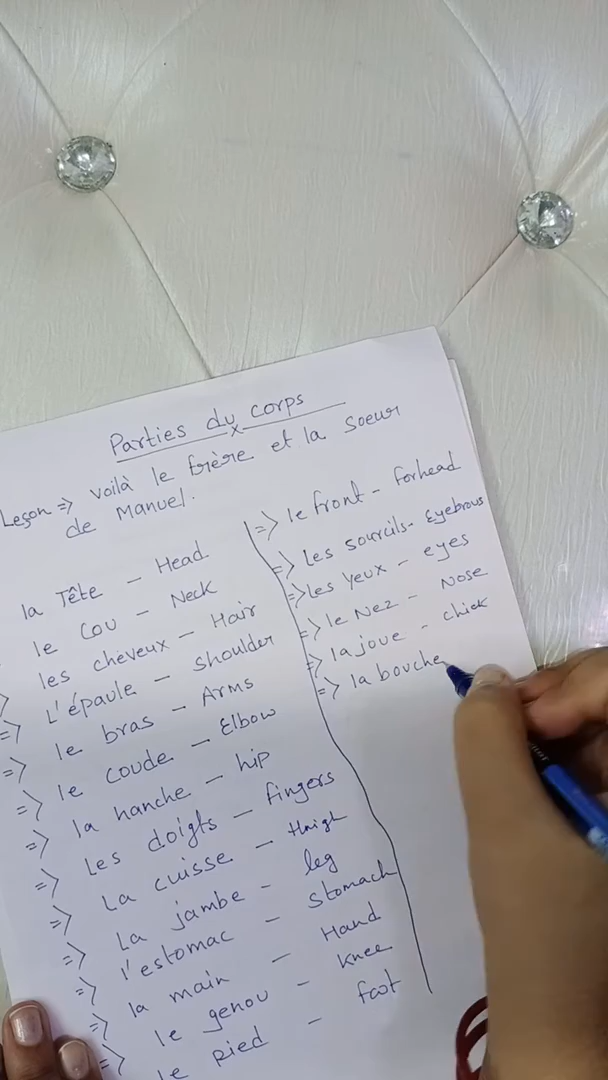 Parties du corps
x
Leçon => voilà le frère et la soeur
de Manuel.
la Tête - Head
le Cou - Neck
les cheveux - Hair
=> L'épaule - shoulder
=> le bras - Arms
=> le coude - Elbow
=> la hanche - hip
=> Les doigts - fingers
=> La cuisse - Haigh
=> La jambe - leg
=> l'estomac - Stomach
=> la main - Hand
=> le genou - knee
le pied - foot
=> le front - forhead
=> les sourcils - Eyebrous
=> les yeux - eyes
=> le Nez - Nose
=> la joue - chick
=> la bouche